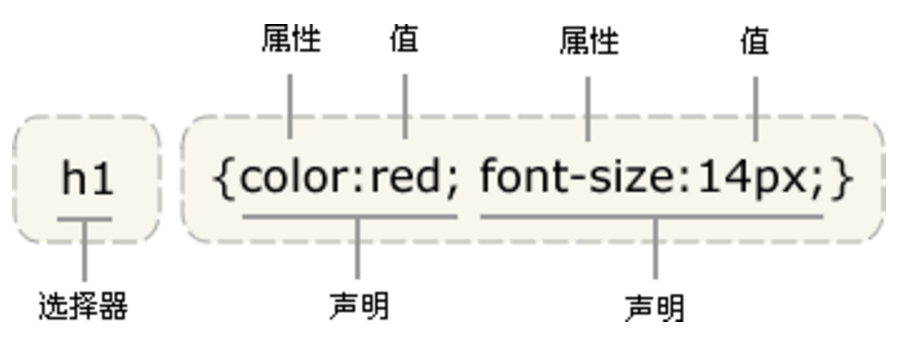 属性 值 属性 值
h1 {color:red; font-size:14px;}
选择器 声明 声明